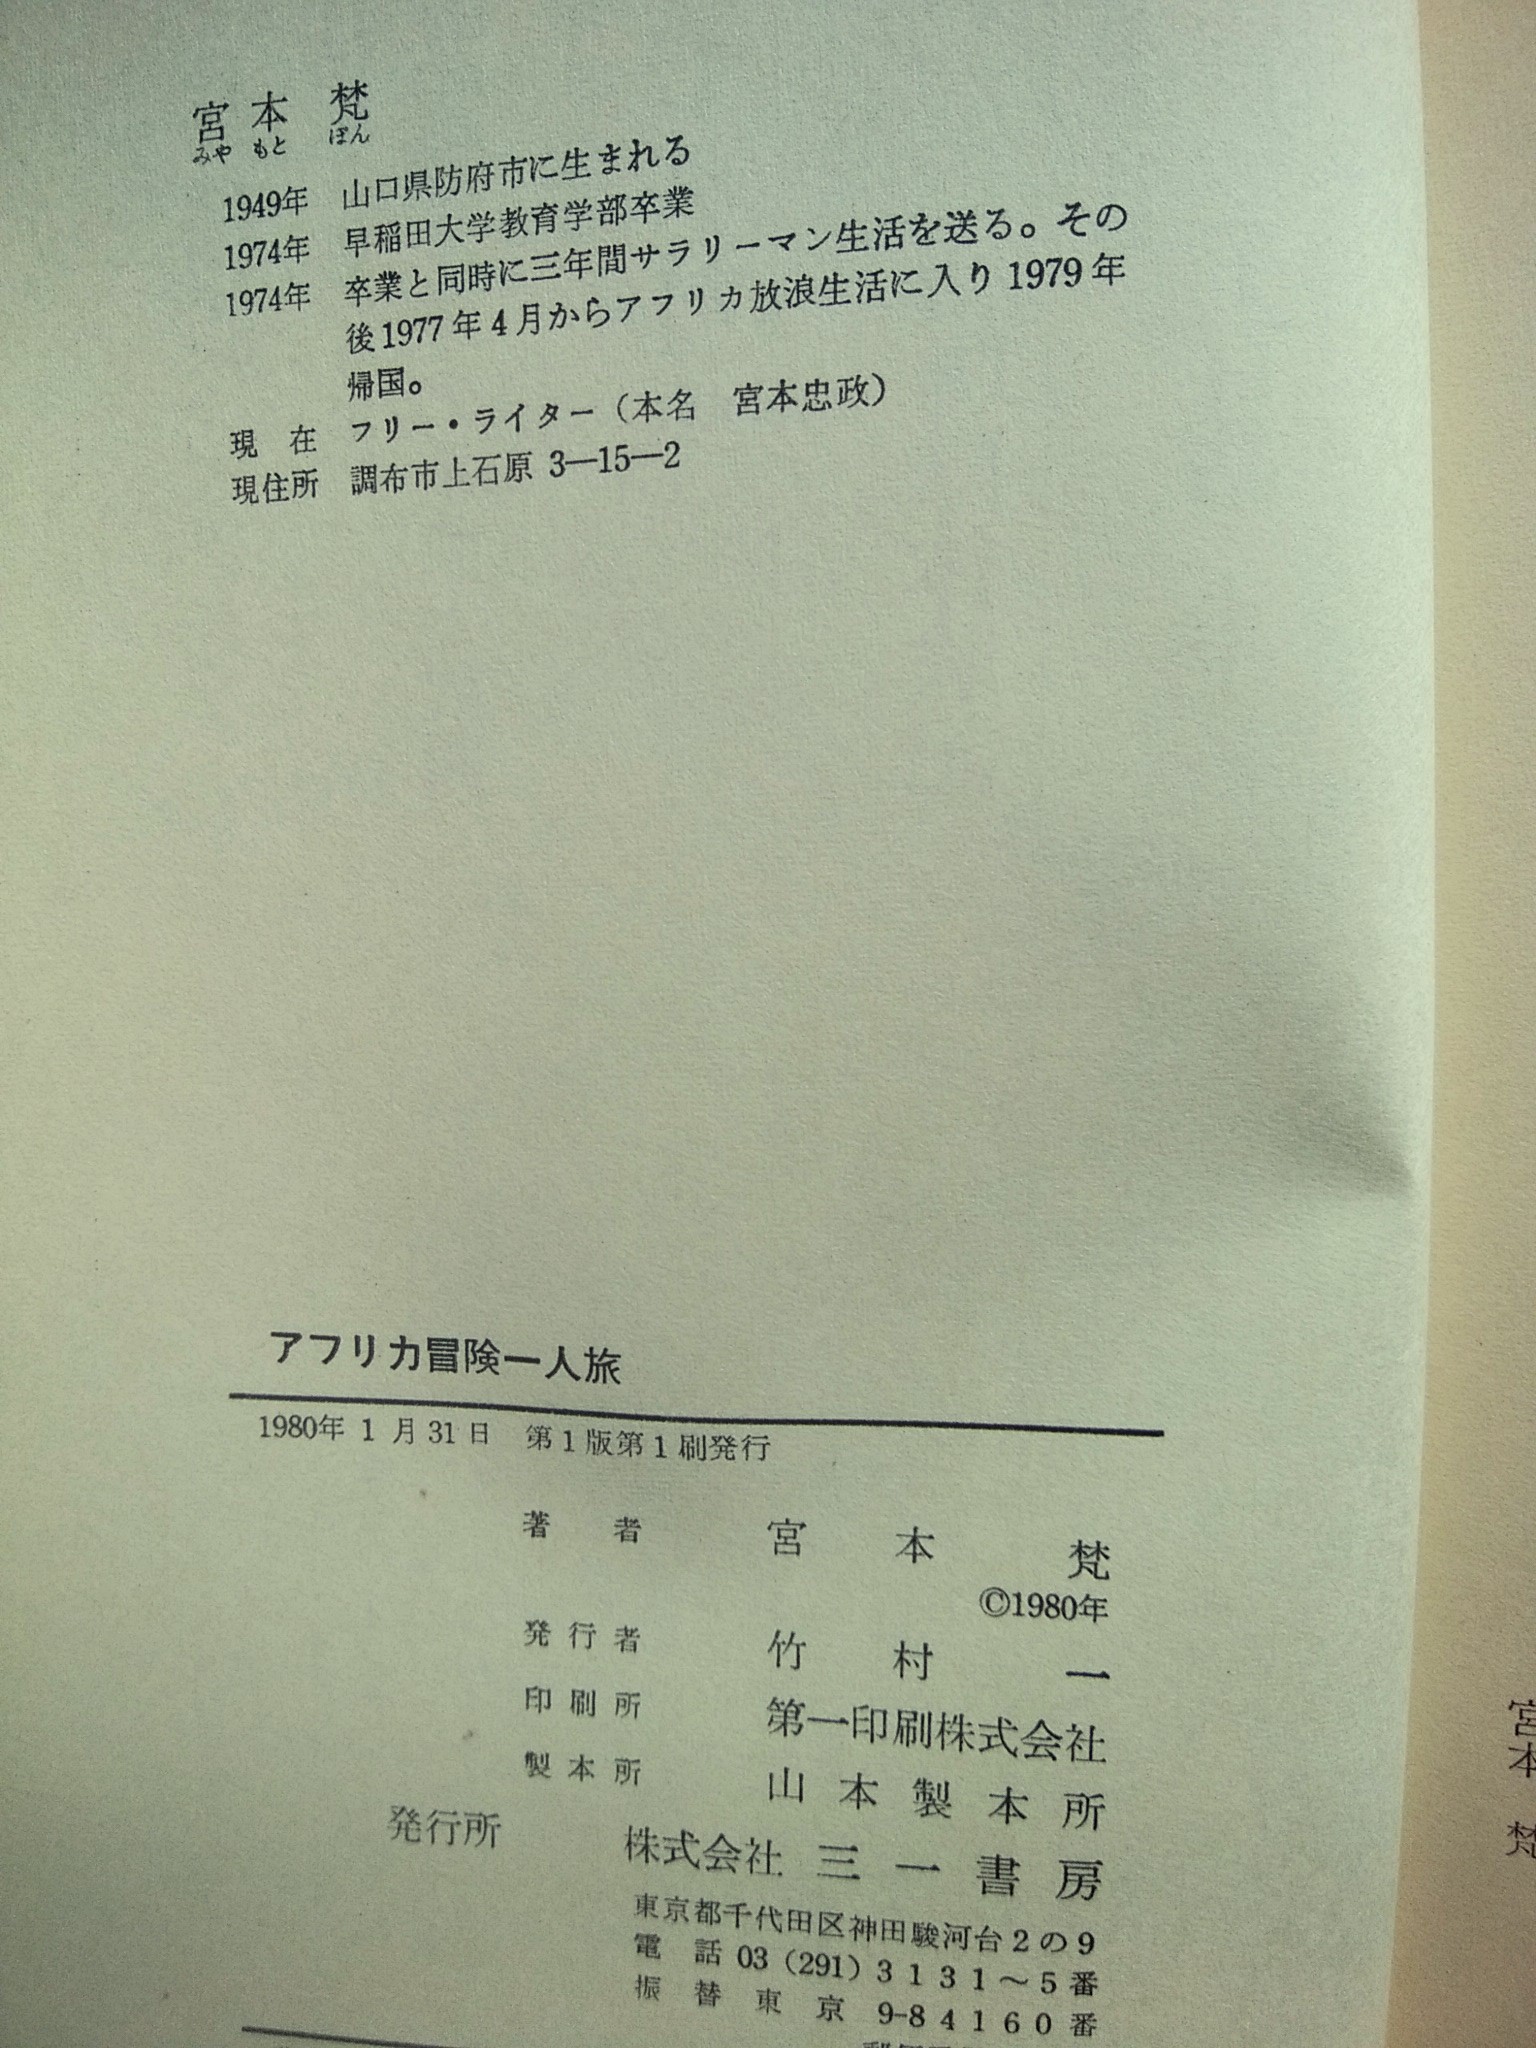 宮本 梵
みや もと ぼん
1949年 山口県防府市に生まれる
1974年 早稲田大学教育学部卒業
1974年 卒業と同時に三年間サラリーマン生活を送る。その
後1977年4月からアフリカ放浪生活に入り1979年
帰国。
現 在 フリー・ライター（本名 宮本忠政）
現住所 調布市上石原 3―15―2
アフリカ冒険一人旅
1980年 1月31日 第1版第1刷発行
著 者 宮 本 梵
©1980年
発行者 竹 村 一
印刷所 第一印刷株式会社
製本所 山本製本所
発行所 株式会社 三一書房
東京都千代田区神田駿河台2の9
電 話 03（291）3131〜5番
振 替 東 京 9-84160番
宮本 梵